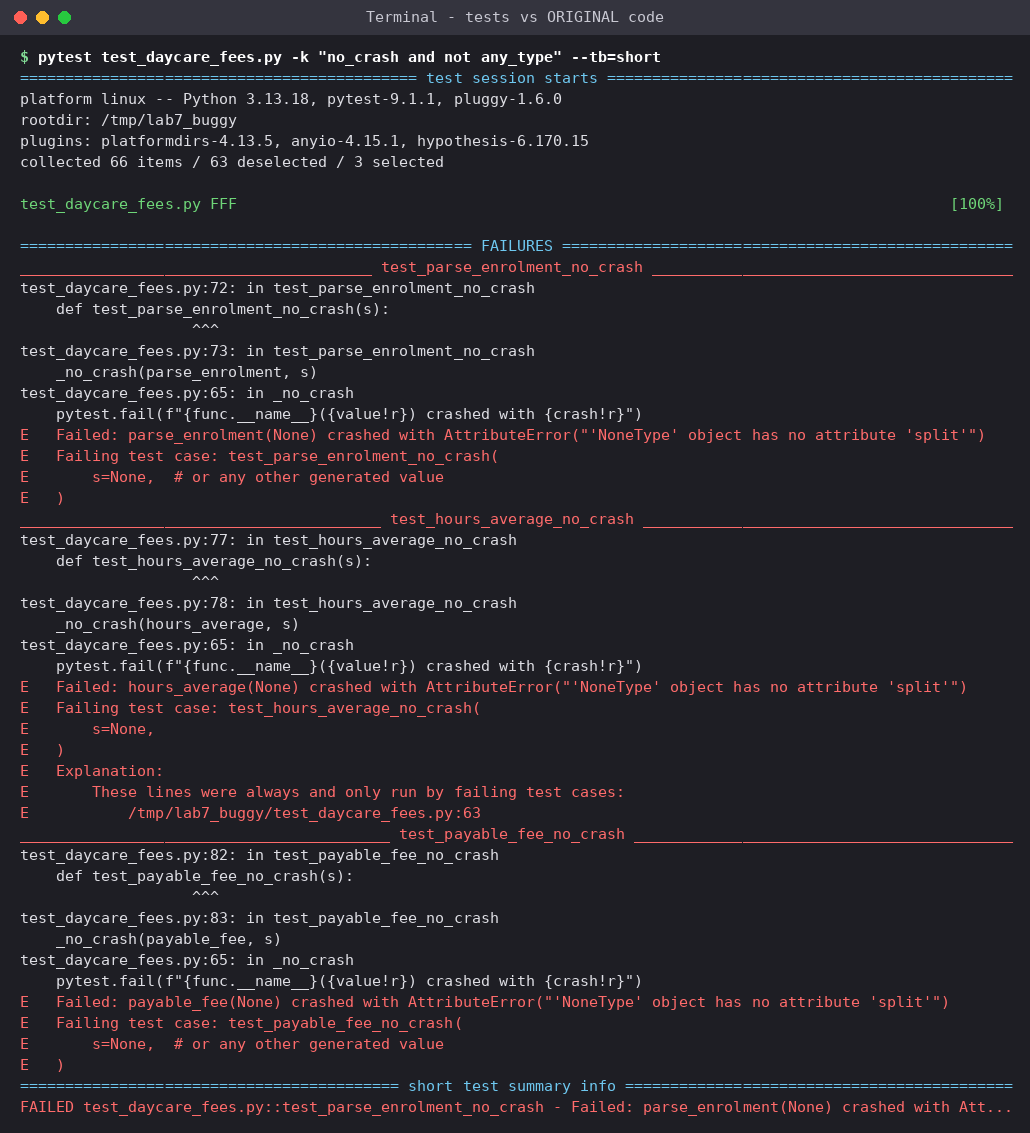 Terminal - tests vs ORIGINAL code
$ pytest test_daycare_fees.py -k "no_crash and not any_type" --tb=short
============================================ test session starts =============================================
platform linux -- Python 3.13.18, pytest-9.1.1, pluggy-1.6.0
rootdir: /tmp/lab7_buggy
plugins: platformdirs-4.13.5, anyio-4.15.1, hypothesis-6.170.15
collected 66 items / 63 deselected / 3 selected
test_daycare_fees.py FFF [100%]
================================================== FAILURES ==================================================
_______________________________________ test_parse_enrolment_no_crash ________________________________________
test_daycare_fees.py:72: in test_parse_enrolment_no_crash
    def test_parse_enrolment_no_crash(s):
                   ^^^
test_daycare_fees.py:73: in test_parse_enrolment_no_crash
    _no_crash(parse_enrolment, s)
test_daycare_fees.py:65: in _no_crash
    pytest.fail(f"{func.__name__}({value!r}) crashed with {crash!r}")
E   Failed: parse_enrolment(None) crashed with AttributeError("'NoneType' object has no attribute 'split'")
E   Failing test case: test_parse_enrolment_no_crash(
E       s=None,  # or any other generated value
E   )
________________________________________ test_hours_average_no_crash _________________________________________
test_daycare_fees.py:77: in test_hours_average_no_crash
    def test_hours_average_no_crash(s):
                   ^^^
test_daycare_fees.py:78: in test_hours_average_no_crash
    _no_crash(hours_average, s)
test_daycare_fees.py:65: in _no_crash
    pytest.fail(f"{func.__name__}({value!r}) crashed with {crash!r}")
E   Failed: hours_average(None) crashed with AttributeError("'NoneType' object has no attribute 'split'")
E   Failing test case: test_hours_average_no_crash(
E       s=None,
E   )
E   Explanation:
E       These lines were always and only run by failing test cases:
E           /tmp/lab7_buggy/test_daycare_fees.py:63
_________________________________________ test_payable_fee_no_crash __________________________________________
test_daycare_fees.py:82: in test_payable_fee_no_crash
    def test_payable_fee_no_crash(s):
                   ^^^
test_daycare_fees.py:83: in test_payable_fee_no_crash
    _no_crash(payable_fee, s)
test_daycare_fees.py:65: in _no_crash
    pytest.fail(f"{func.__name__}({value!r}) crashed with {crash!r}")
E   Failed: payable_fee(None) crashed with AttributeError("'NoneType' object has no attribute 'split'")
E   Failing test case: test_payable_fee_no_crash(
E       s=None,  # or any other generated value
E   )
========================================== short test summary info ===========================================
FAILED test_daycare_fees.py::test_parse_enrolment_no_crash - Failed: parse_enrolment(None) crashed with Att...